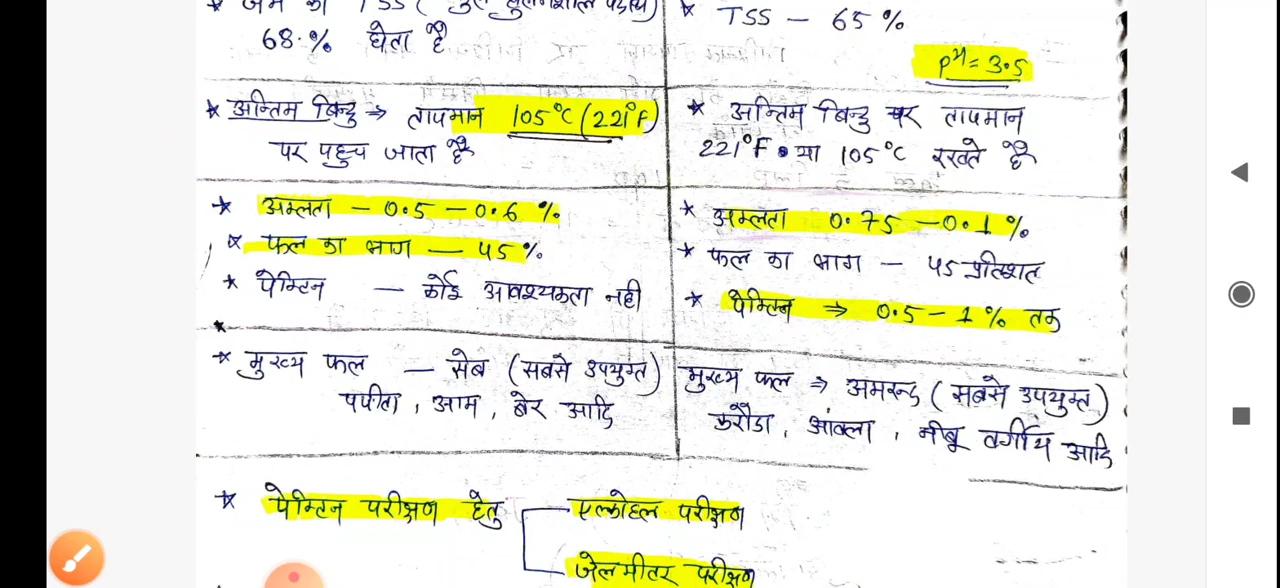 * जैम का TSS (कुल घुलनशील पदार्थ)
68.% होता है
* TSS - 65 %
pH = 3.5
* अन्तिम बिन्दु ⇒ तापमान 105°C (221°F)
पर पहुच जाता है
* अन्तिम बिन्दु पर तापमान
221°F या 105°C रखते है
* अम्लता - 0.5 - 0.6 %
* फल का भाग - 45 %
* पेक्टिन - कोई आवश्यकता नही
* अम्लता 0.75 - 0.1 %
* फल का भाग - 45 प्रतिशत
* पेक्टिन ⇒ 0.5 - 1 % तक
*
* मुख्य फल - सेब (सबसे उपयुक्त)
पपीता, आम, बेर आदि
मुख्य फल ⇒ अमरुद (सबसे उपयुक्त)
करौंदा, आंवला, नीबू वर्गीय आदि
* पेक्टिन परीक्षण हेतु
एल्कोहल परीक्षण
जेलमीटर परीक्षण